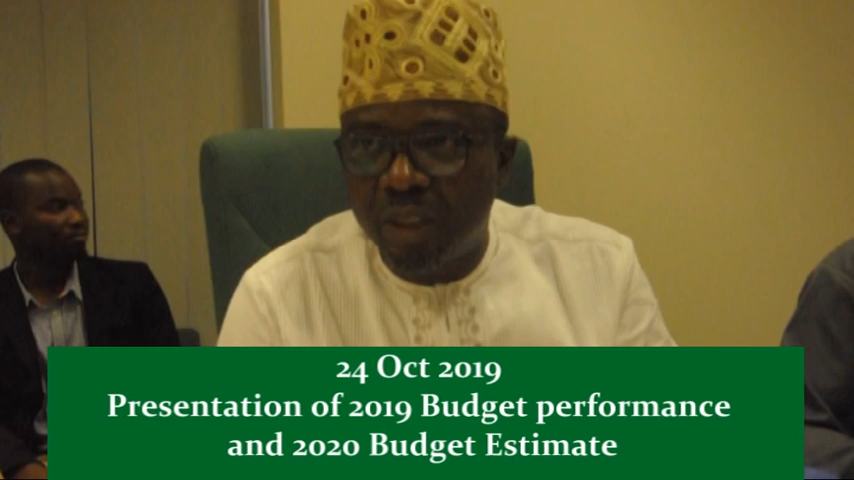 24 Oct 2019
Presentation of 2019 Budget performance
and 2020 Budget Estimate